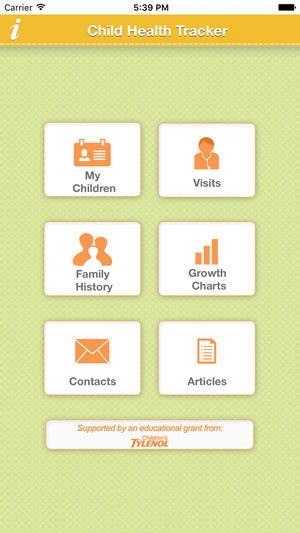 Carrier 5:39 PM
i Child Health Tracker
My
Children
Visits
Family
History
Growth
Charts
Contacts
Articles
Supported by an educational grant from:
Children's
TYLENOL